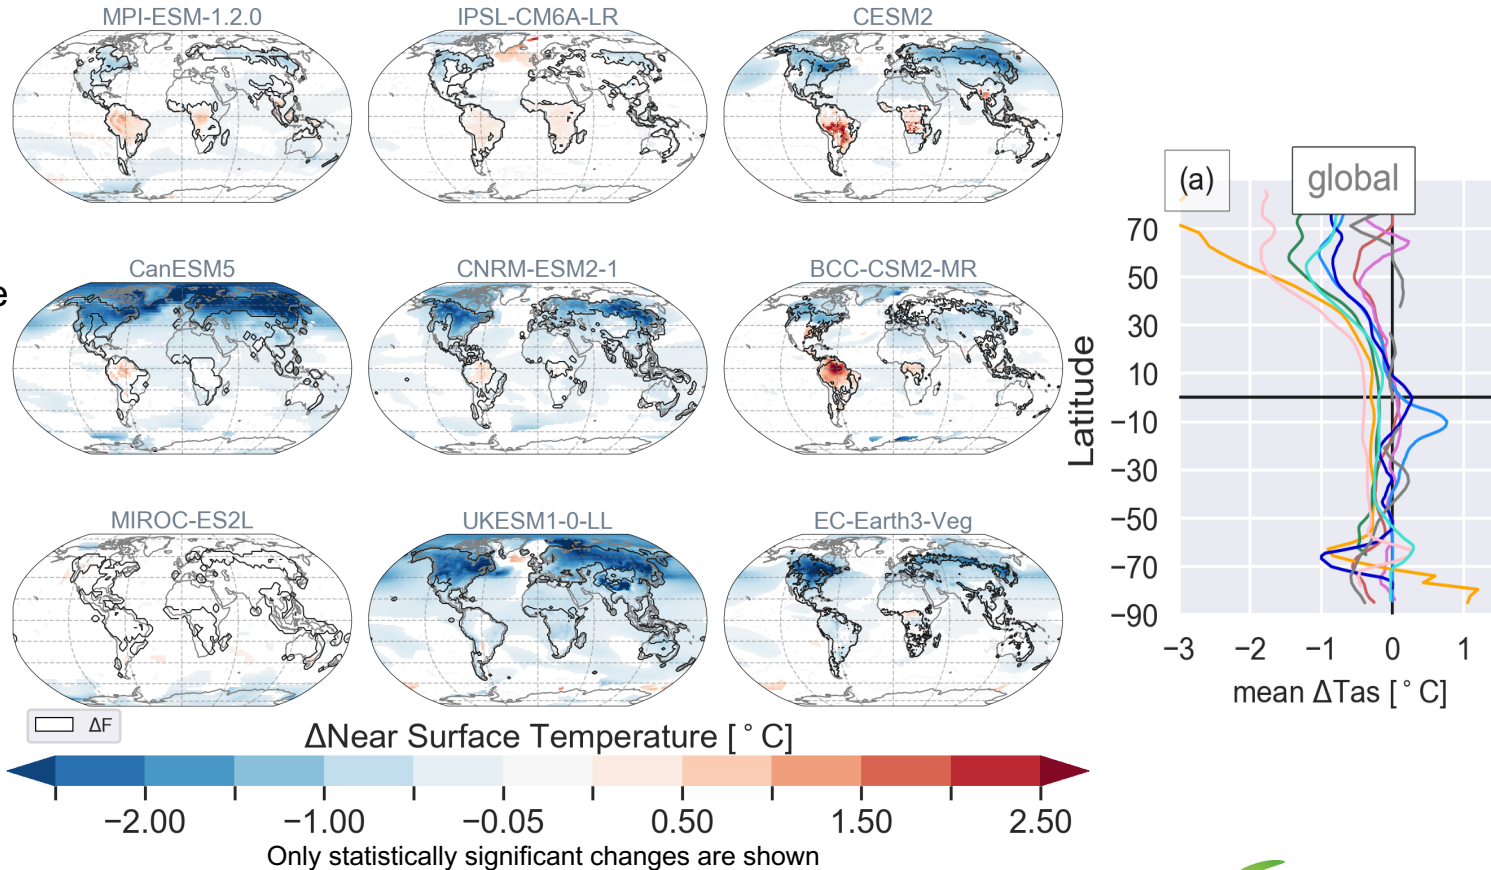 MPI-ESM-1.2.0
IPSL-CM6A-LR
CESM2
CanESM5
CNRM-ESM2-1
BCC-CSM2-MR
e
MIROC-ES2L
UKESM1-0-LL
EC-Earth3-Veg
ΔF
ΔNear Surface Temperature [°C]
−2.00 −1.00 −0.05 0.50 1.50 2.50
Only statistically significant changes are shown
(a)
global
Latitude
70
50
30
10
−10
−30
−50
−70
−90
−3 −2 −1 0 1
mean ΔTas [°C]